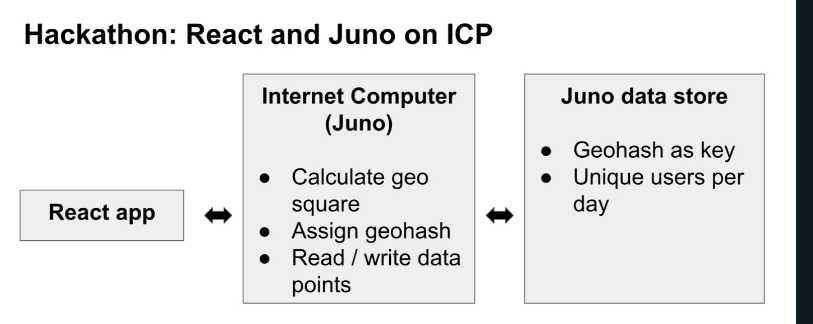 Hackathon: React and Juno on ICP
React app
Internet Computer
(Juno)
● Calculate geo
square
● Assign geohash
● Read / write data
points
Juno data store
● Geohash as key
● Unique users per
day